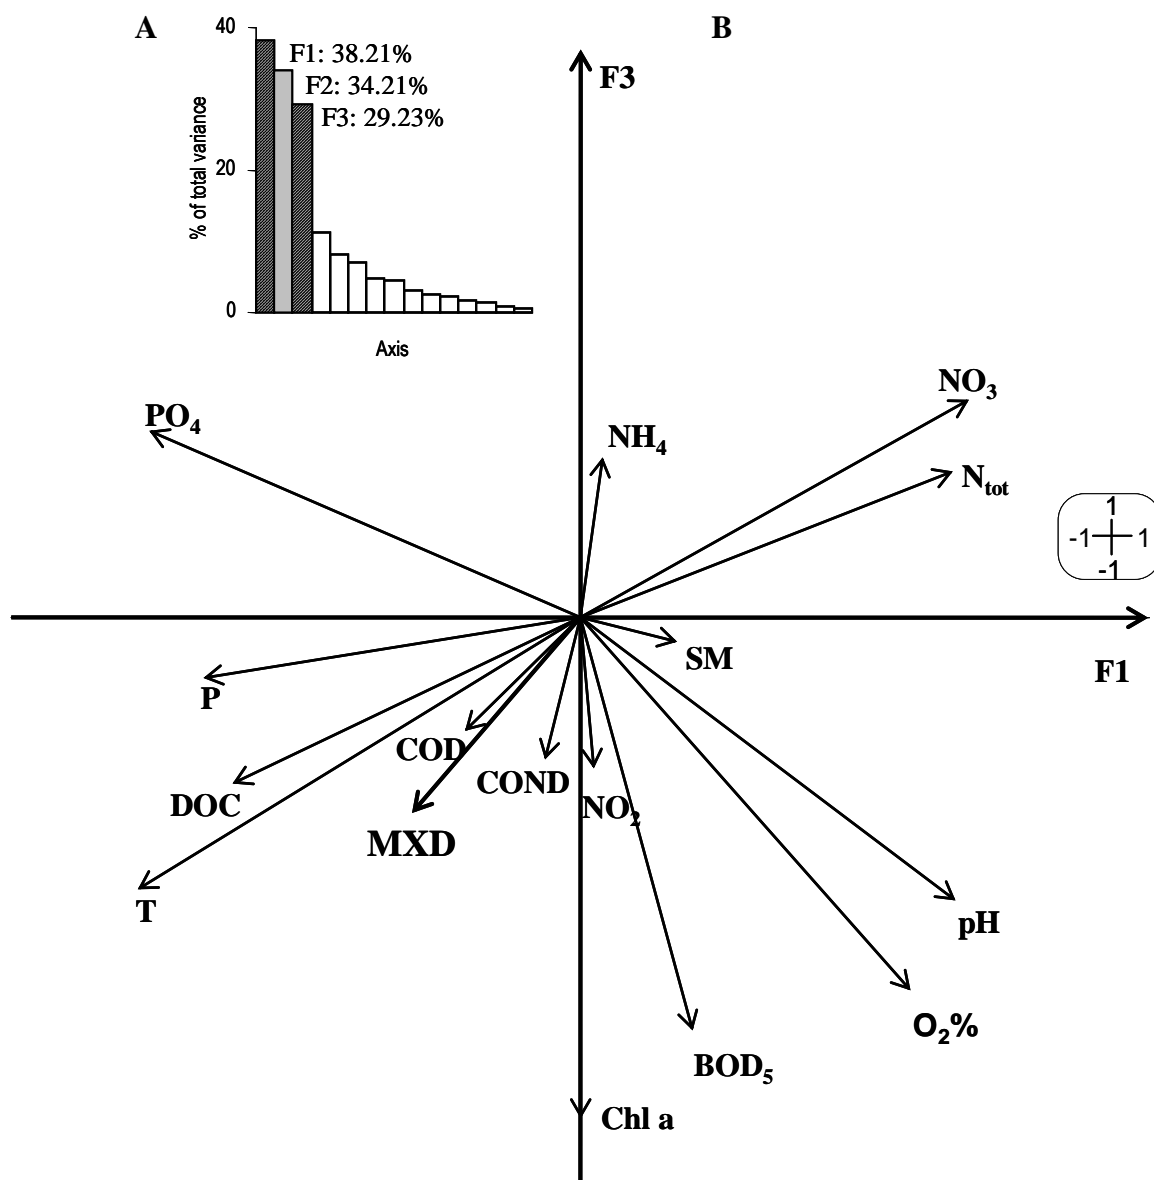 A
B
40
F1: 38.21%
F2: 34.21%
F3: 29.23%
% of total variance
20
0
Axis
F3
NO3
PO4
NH4
Ntot
1
-1 1
-1
SM
F1
P
COD
COND
DOC
NO2
MXD
T
pH
O2%
BOD5
Chl a